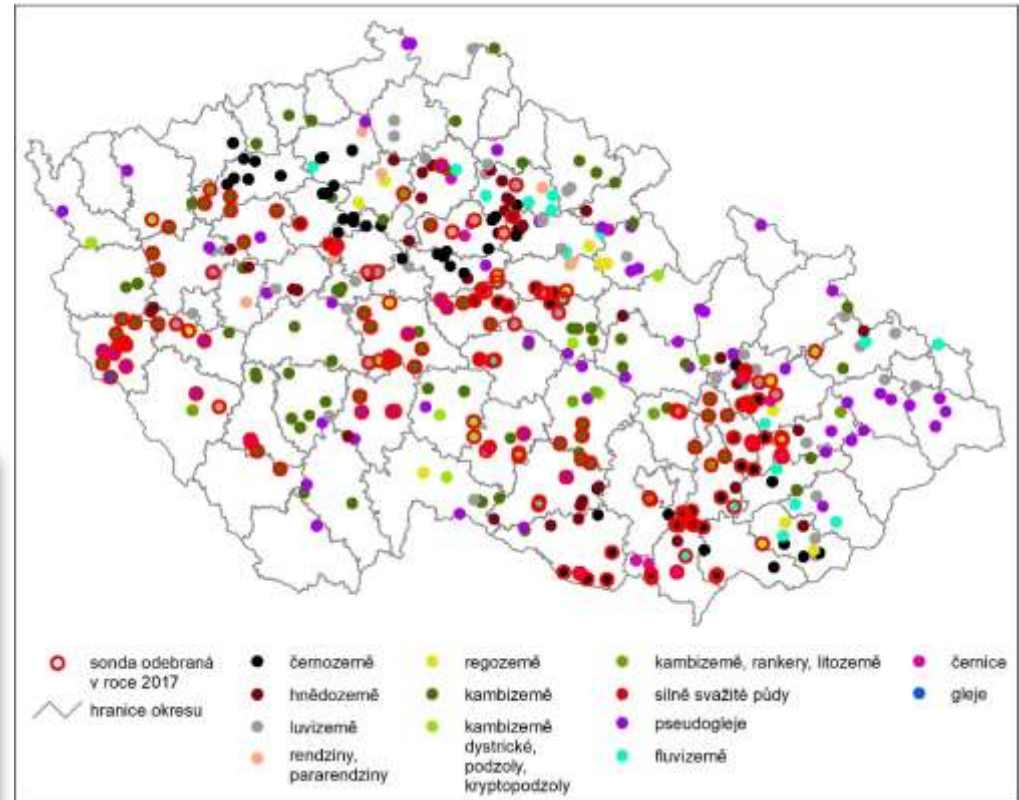 sonda odebraná
v roce 2017
hranice okresu
černozemě
hnědozemě
luvizemě
rendziny,
pararendziny
regozemě
kambizemě
kambizemě
dystrické,
podzoly,
kryptopodzoly
kambizemě, rankery, litozemě
silně svažité půdy
pseudogleje
fluvizemě
černice
gleje